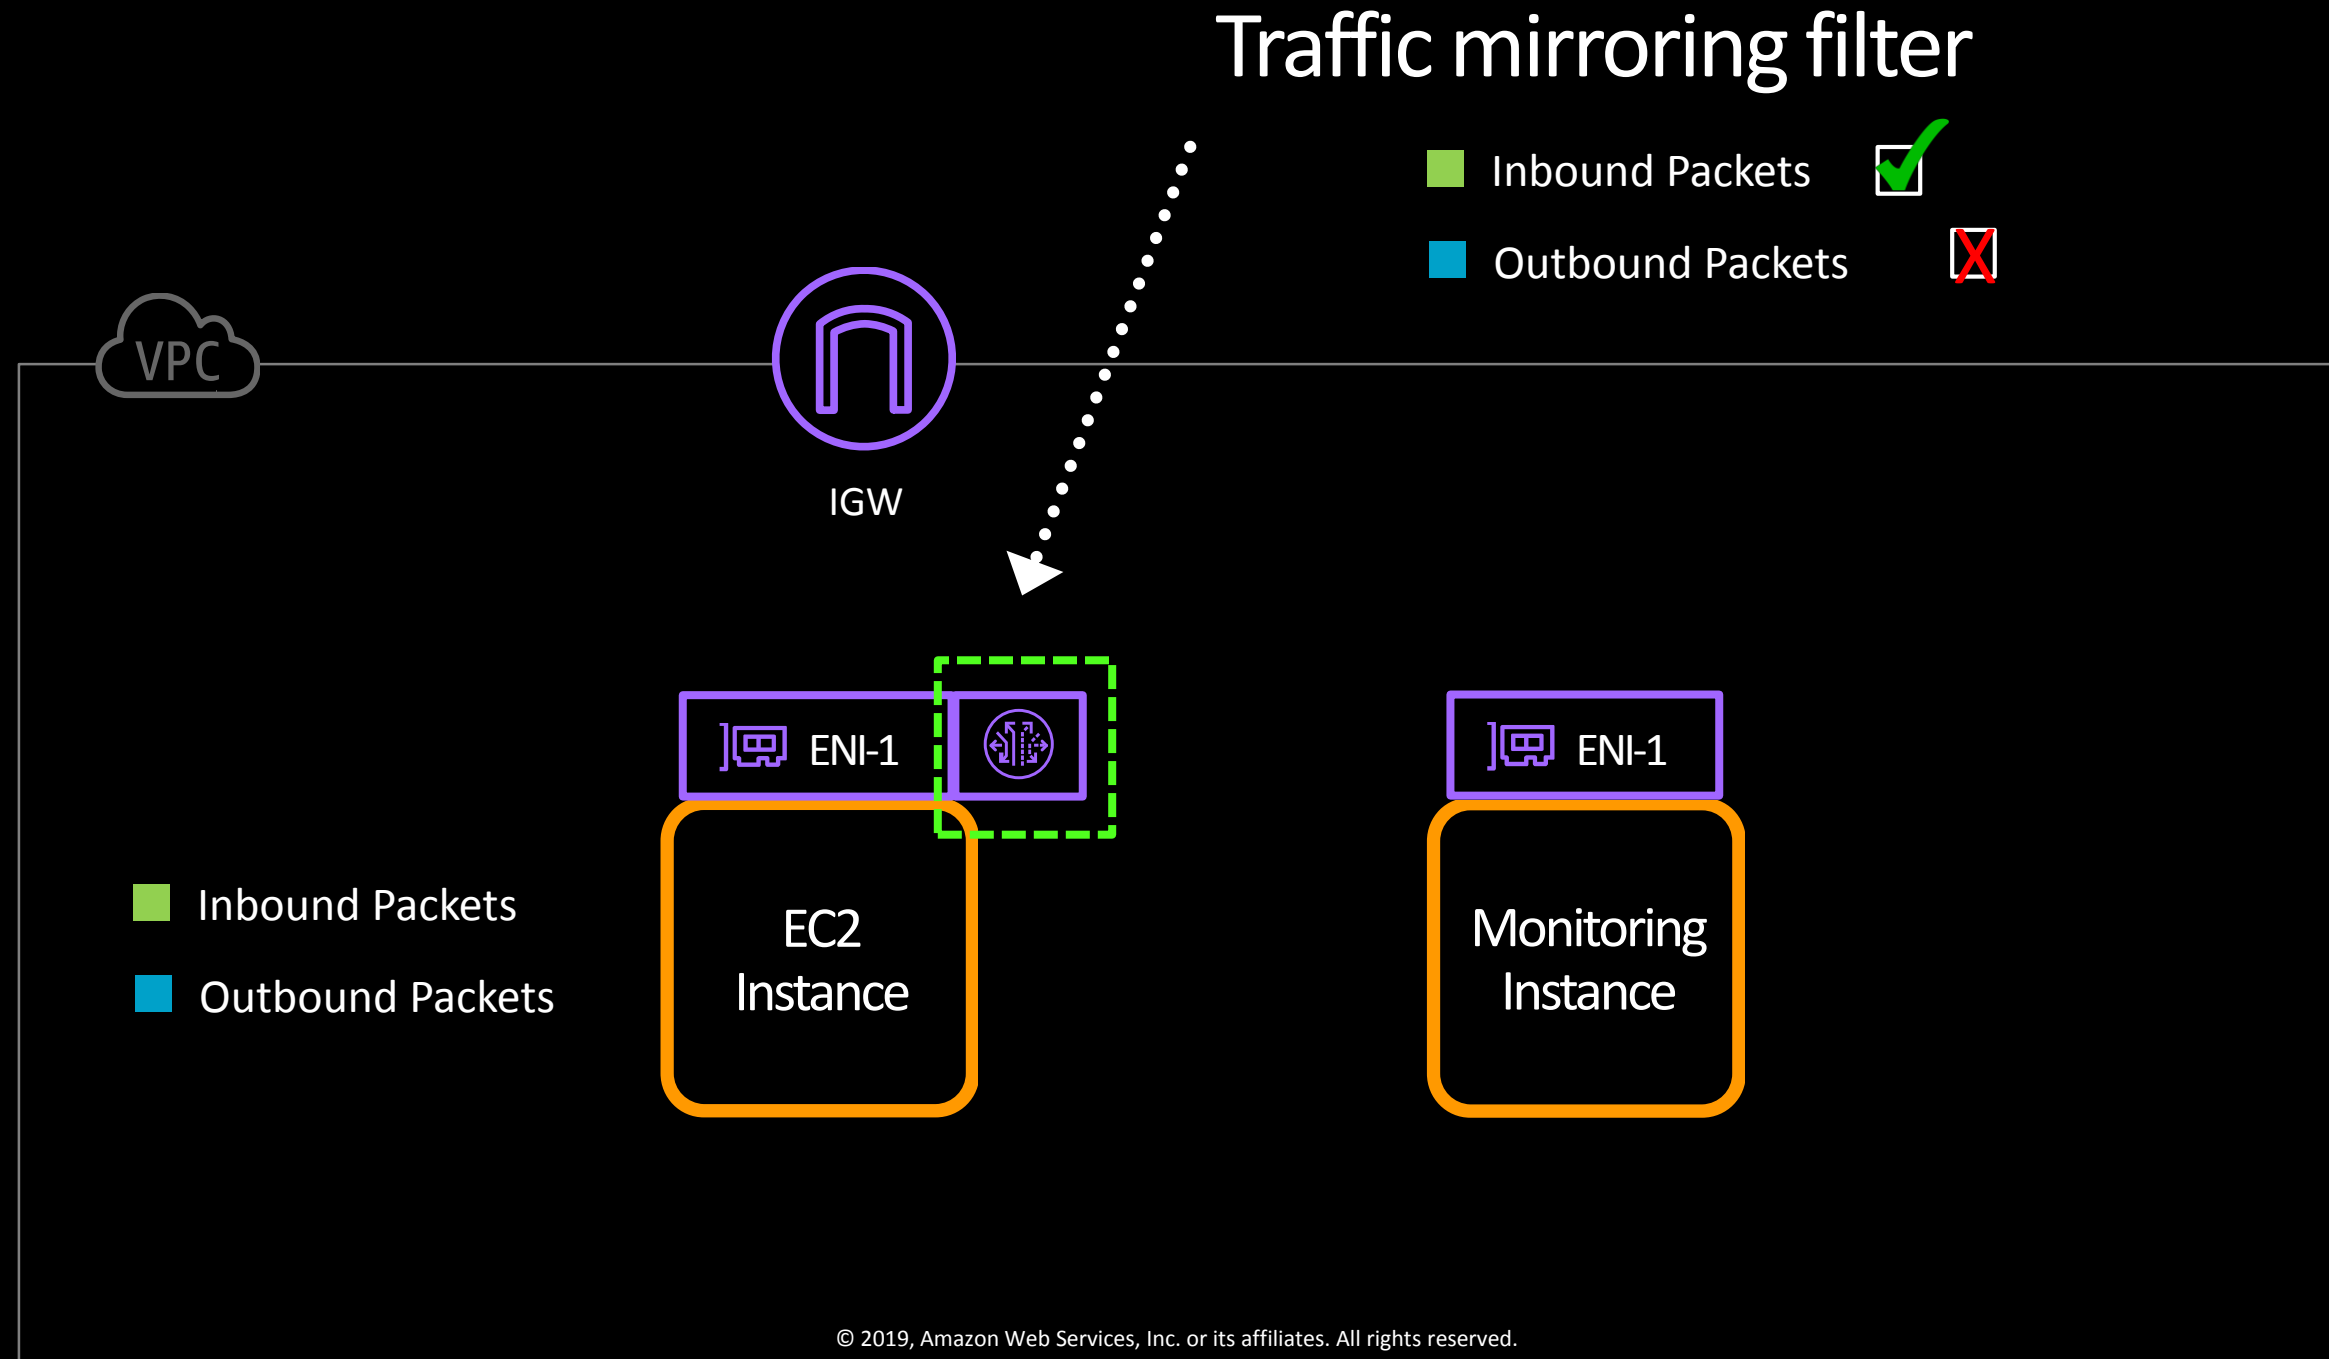 Traffic mirroring filter
Inbound Packets
Outbound Packets
VPC
IGW
ENI-1
ENI-1
Inbound Packets
Outbound Packets
EC2
Instance
Monitoring
Instance
© 2019, Amazon Web Services, Inc. or its affiliates. All rights reserved.